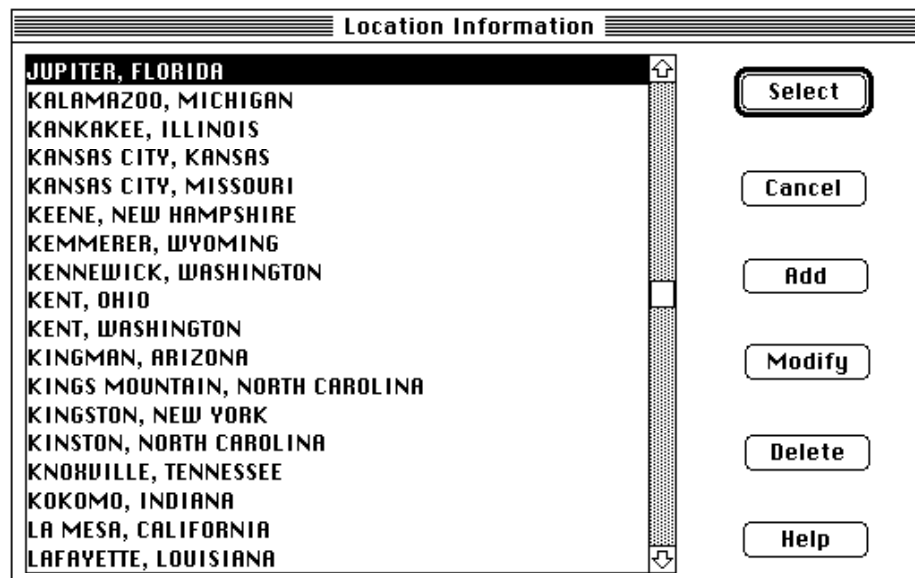 Location Information
JUPITER, FLORIDA
KALAMAZOO, MICHIGAN
KANKAKEE, ILLINOIS
KANSAS CITY, KANSAS
KANSAS CITY, MISSOURI
KEENE, NEW HAMPSHIRE
KEMMERER, WYOMING
KENNEWICK, WASHINGTON
KENT, OHIO
KENT, WASHINGTON
KINGMAN, ARIZONA
KINGS MOUNTAIN, NORTH CAROLINA
KINGSTON, NEW YORK
KINSTON, NORTH CAROLINA
KNOXVILLE, TENNESSEE
KOKOMO, INDIANA
LA MESA, CALIFORNIA
LAFAYETTE, LOUISIANA
Select
Cancel
Add
Modify
Delete
Help